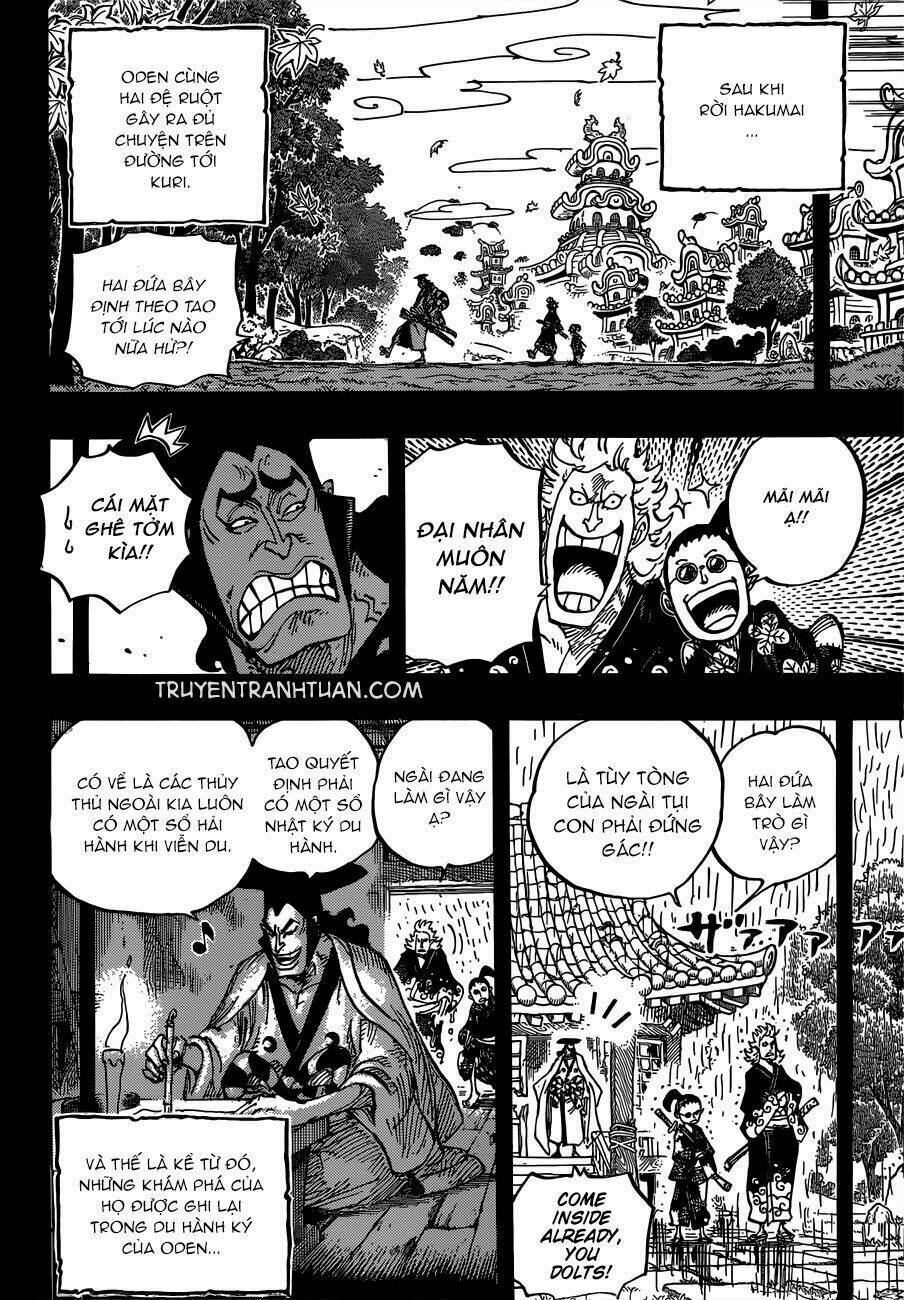 SAU KHI
RỜI HAKUMAI
...
ODEN CÙNG
HAI ĐỆ RUỘT
GÂY RA ĐỦ
CHUYỆN TRÊN
ĐƯỜNG TỚI
KURI.
HAI ĐỨA BÂY
ĐỊNH THEO TAO
TỚI LÚC NÀO
NỮA HỬ?!
MÃI MÃI
Ạ!!
ĐẠI NHÂN
MUÔN
NĂM!!
CÁI MẶT
GHÊ TỞM
KÌA!!
TRUYENTRANHTUAN.COM
HAI ĐỨA
BÂY LÀM
TRÒ GÌ
VẬY?
LÀ TÙY TÒNG
CỦA NGÀI TỤI
CON PHẢI ĐỨNG
GÁC!!
ザァァァァ
COME
INSIDE
ALREADY,
YOU
DOLTS!
NGÀI ĐANG
LÀM GÌ VẬY
Ạ?
TAO QUYẾT
ĐỊNH PHẢI
CÓ MỘT SỔ
NHẬT KÝ DU
HÀNH.
CÓ VẺ LÀ CÁC THỦY
THỦ NGOÀI KIA LUÔN
CÓ MỘT SỔ HẢI
HÀNH KHI VIỄN DU.
VÀ THẾ LÀ KỂ TỪ ĐÓ,
NHỮNG KHÁM PHÁ CỦA
HỌ ĐƯỢC GHI LẠI
TRONG DU HÀNH KÝ
CỦA ODEN...